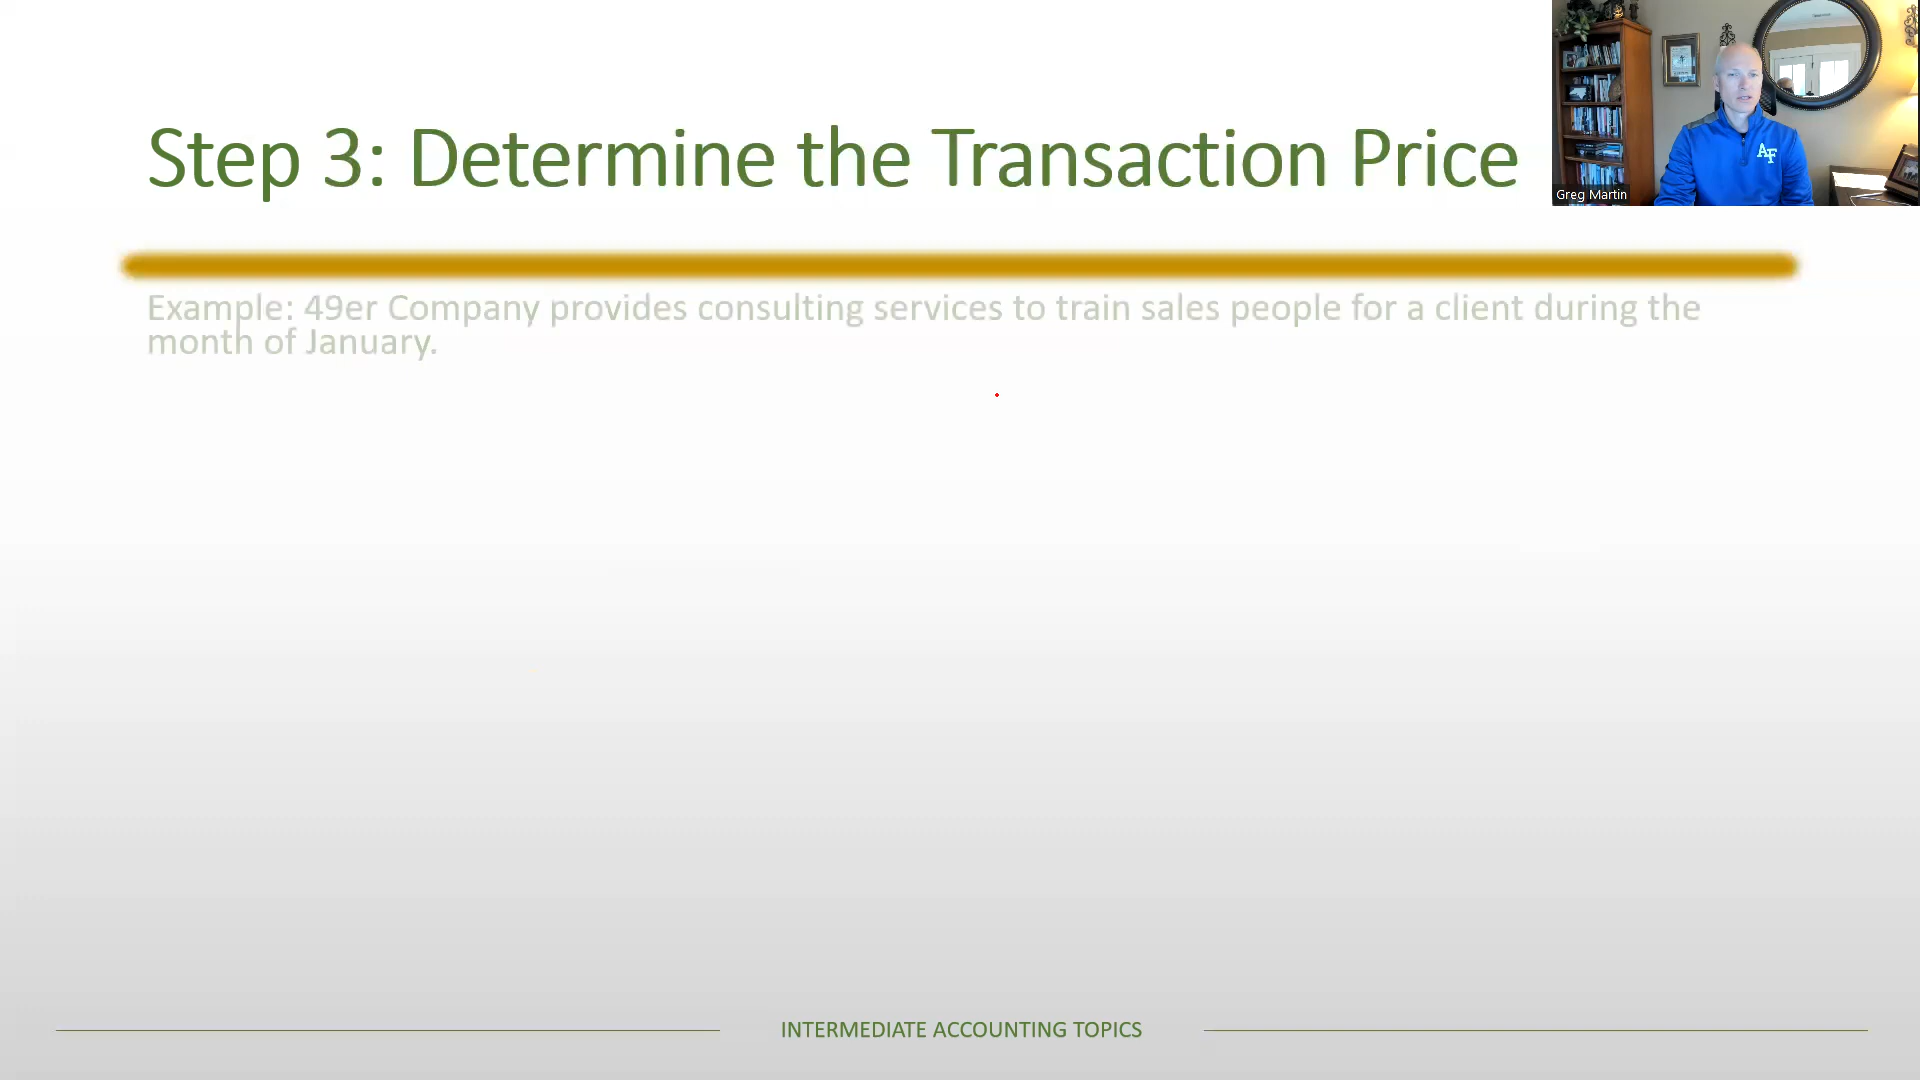 Step 3: Determine the Transaction Price
AF
Greg Martin
Example: 49er Company provides consulting services to train sales people for a client during the
month of January.
INTERMEDIATE ACCOUNTING TOPICS